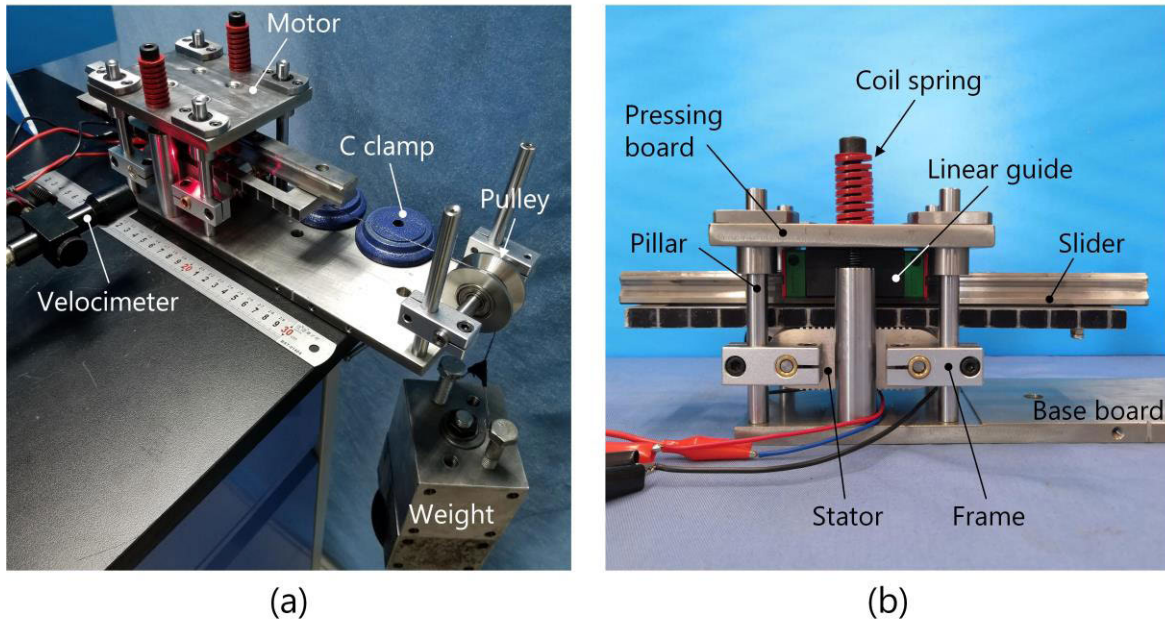 Motor
C clamp
Pulley
Velocimeter
Weight
(a)
Coil spring
Pressing
board
Linear guide
Pillar
Slider
Base board
Stator
Frame
(b)